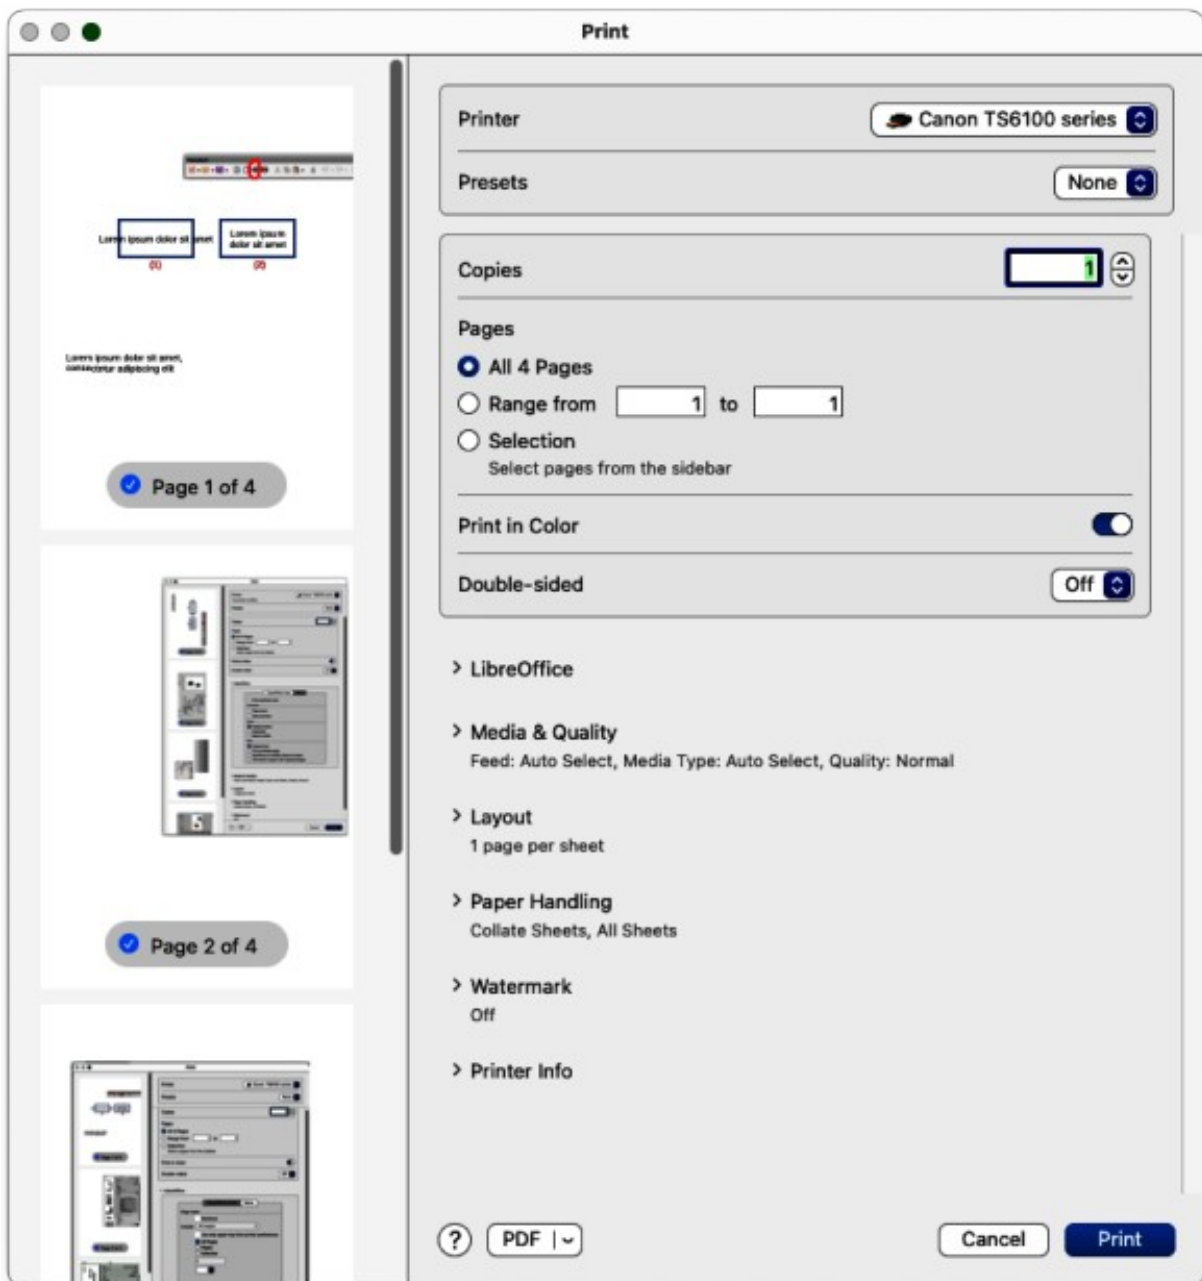 Print
Lorem ipsum dolor sit amet
Lorem ipsum
dolor sit amet
(1)
(2)
Lorem ipsum dolor sit amet,
consectetur adipiscing elit
Page 1 of 4
Page 2 of 4
Printer
Canon TS6100 series
Presets
None
Copies
1
Pages
All 4 Pages
Range from 1 to 1
Selection
Select pages from the sidebar
Print in Color
Double-sided
Off
> LibreOffice
> Media & Quality
Feed: Auto Select, Media Type: Auto Select, Quality: Normal
> Layout
1 page per sheet
> Paper Handling
Collate Sheets, All Sheets
> Watermark
Off
> Printer Info
?
PDF
Cancel
Print